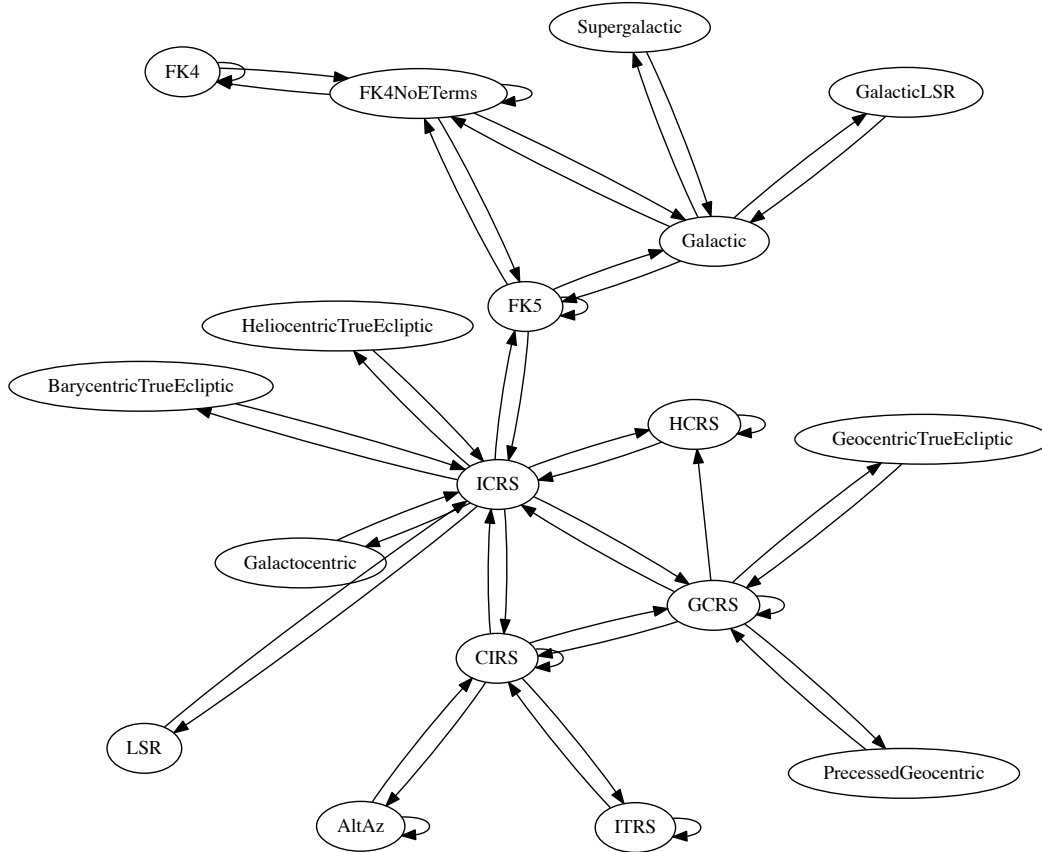 Supergalactic
FK4
FK4NoETerms
GalacticLSR
Galactic
FK5
HeliocentricTrueEcliptic
BarycentricTrueEcliptic
HCRS
GeocentricTrueEcliptic
ICRS
Galactocentric
GCRS
CIRS
LSR
PrecessedGeocentric
AltAz
ITRS